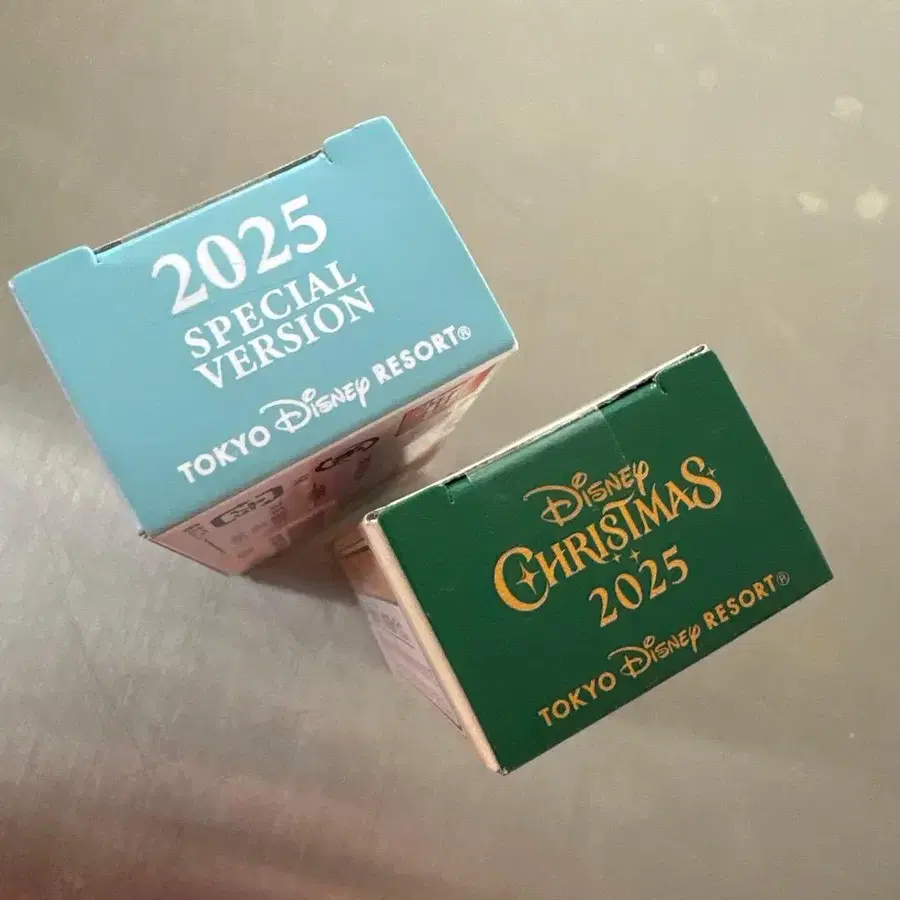 2025
SPECIAL
VERSION
TOKYO Disney RESORT®
Disney
CHRISTMAS
2025
TOKYO Disney RESORT®